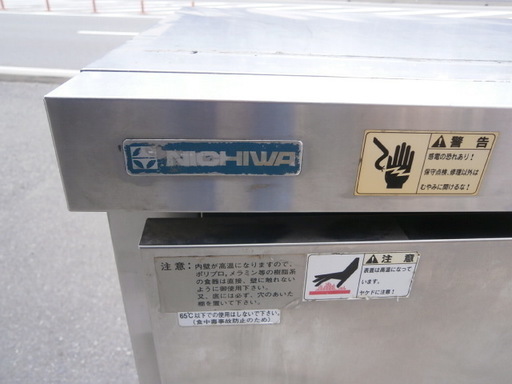 NICHIWA
警告
感電の恐れあり！
保守点検、修理以外は
むやみに開けるな！
注意：内壁が高温になりますので、
ポリプロ、メラミン等の樹脂系
の食器は直接、壁に触れない
ように御使用下さい。
又、底には必ず、穴のあいた
棚を置いて下さい。
65℃以下での使用はしないで下さい。
(食中毒事故防止のため)
注意
表面は高温になって
います。
ヤケドに注意！